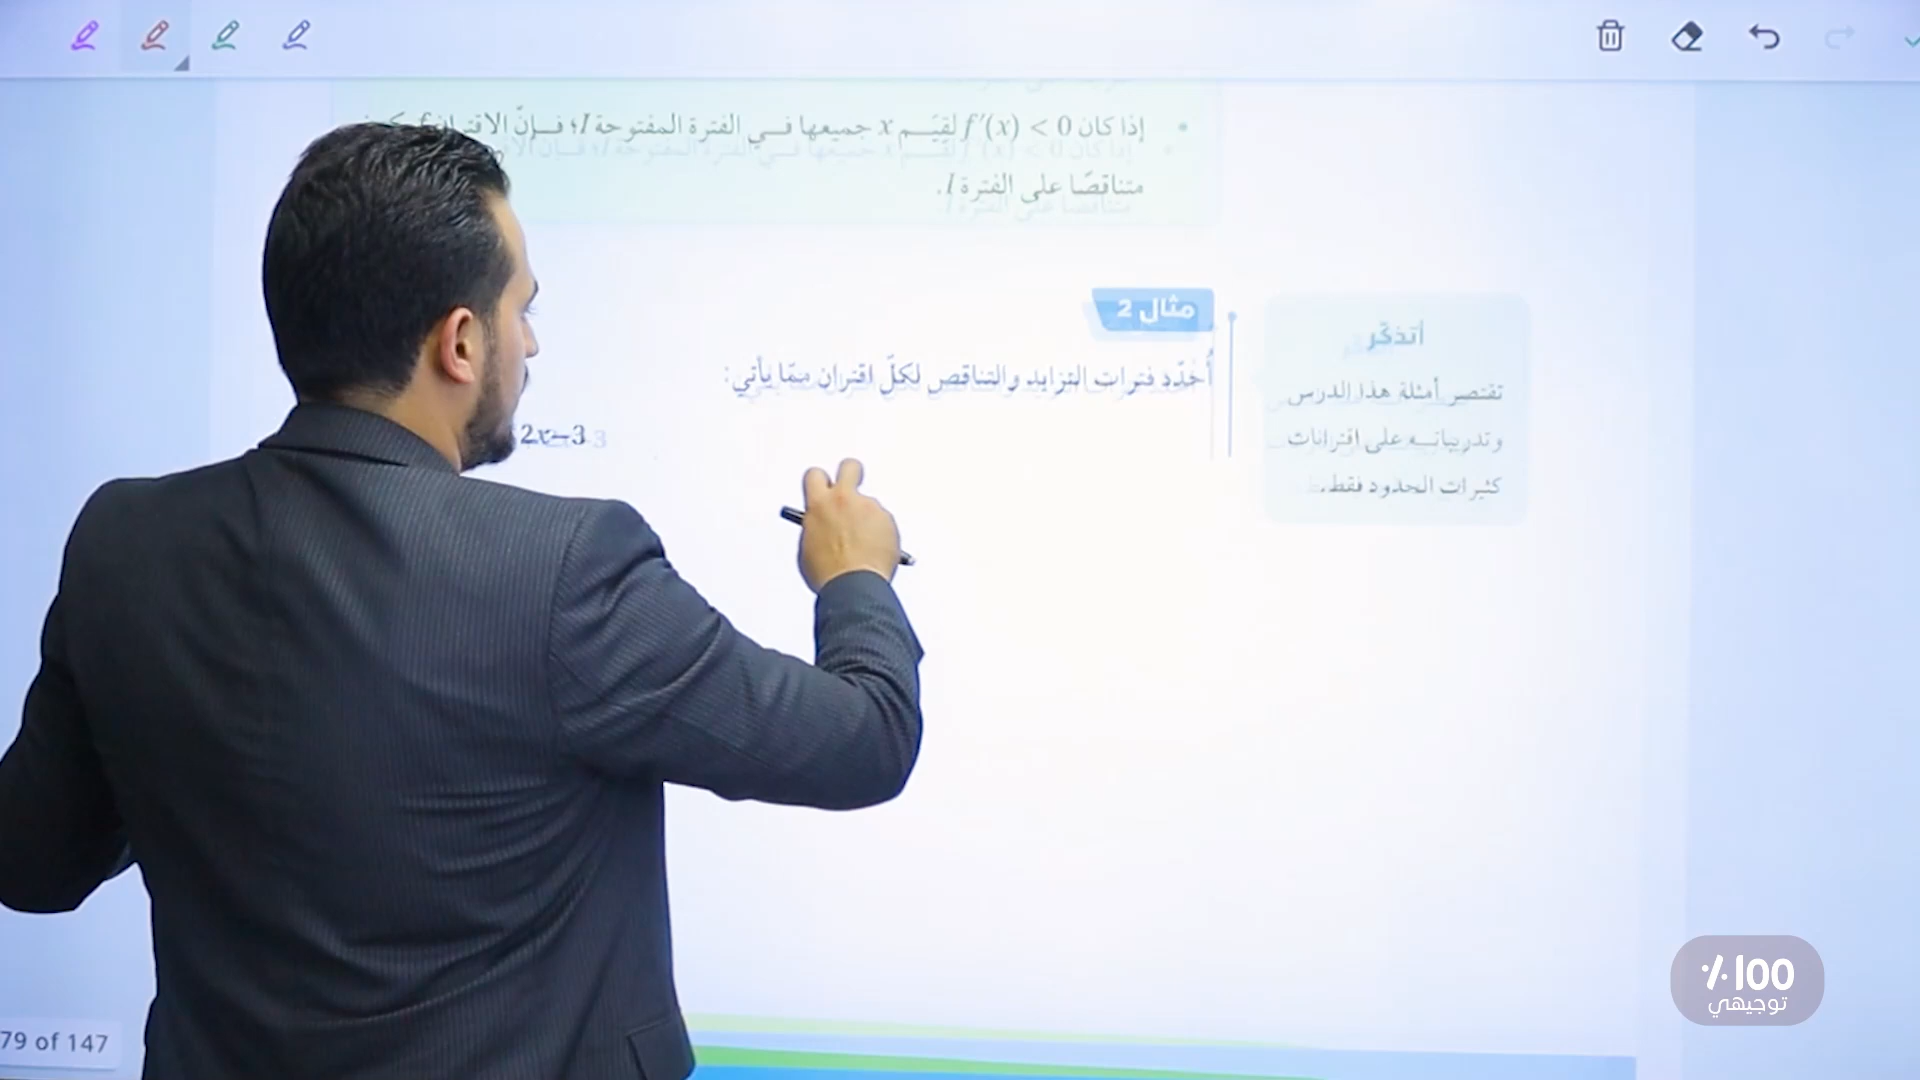 إذا كان f′(x) < 0 لقيَم x جميعها في الفترة المفتوحة I؛ فإنّ الاقتران
متناقصًا على الفترة I.
مثال 2
أُحدّد فترات التزايد والتناقص لكلّ اقتران ممّا يأتي:
2x−3
أتذكّر
تقتصر أمثلة هذا الدرس
وتدريباته على اقترانات
كثيرات الحدود فقط.
79 of 147
٪100
توجيهي